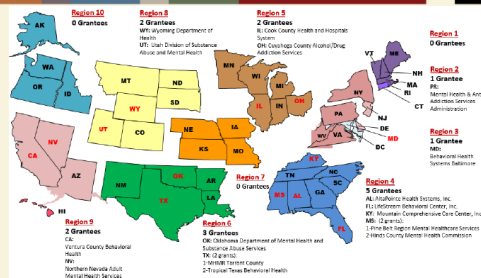 Region 10
0 Grantees
Region 8
2 Grantees
WY: Wyoming Department of
Health
UT: Utah Division of Substance
Abuse and Mental Health
Region 5
2 Grantees
IL: Cook County Health and Hospitals
System
OH: Cuyahoga County Alcohol/Drug
Addiction Services
Region 1
0 Grantees
Region 2
1 Grantee
PR:
Mental Health & Ant
Addiction Services
Administration
Region 3
1 Grantee
MD:
Behavioral Health
Systems Baltimore
Region 4
5 Grantees
AL: AltaPointe Health Systems, Inc.
FL: LifeStream Behavioral Center, Inc.
KY: Mountain Comprehensive Care Center, Inc
MS: (2 grants):
1-Pine Belt Region Mental Healthcare Services
2-Hinds County Mental Health Commission
Region 7
0 Grantees
Region 6
3 Grantees
OK: Oklahoma Department of Mental Health and
Substance Abuse Services
TX: (2 grants):
1-MHMR Tarrant County
2-Tropical Texas Behavioral Health
Region 9
2 Grantees
CA:
Ventura County Behavioral
Health
NV:
Northern Nevada Adult
Mental Health Services
AK
WA
OR
ID
MT
ND
SD
WY
UT
CO
MN
WI
MI
IL
IN
OH
NE
IA
KS
MO
CA
NV
AZ
HI
NM
OK
TX
AR
LA
KY
TN
NC
SC
MS
AL
GA
FL
PA
WV
VA
NJ
DE
MD
DC
NY
VT
NH
MA
RI
CT